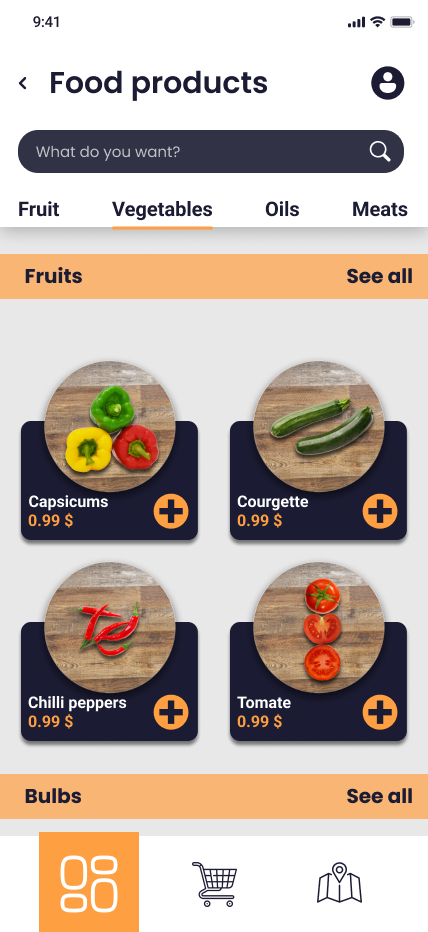 9:41
Food products
What do you want?
Fruit Vegetables Oils Meats
Fruits See all
Capsicums
0.99 $
Courgette
0.99 $
Chilli peppers
0.99 $
Tomate
0.99 $
Bulbs See all